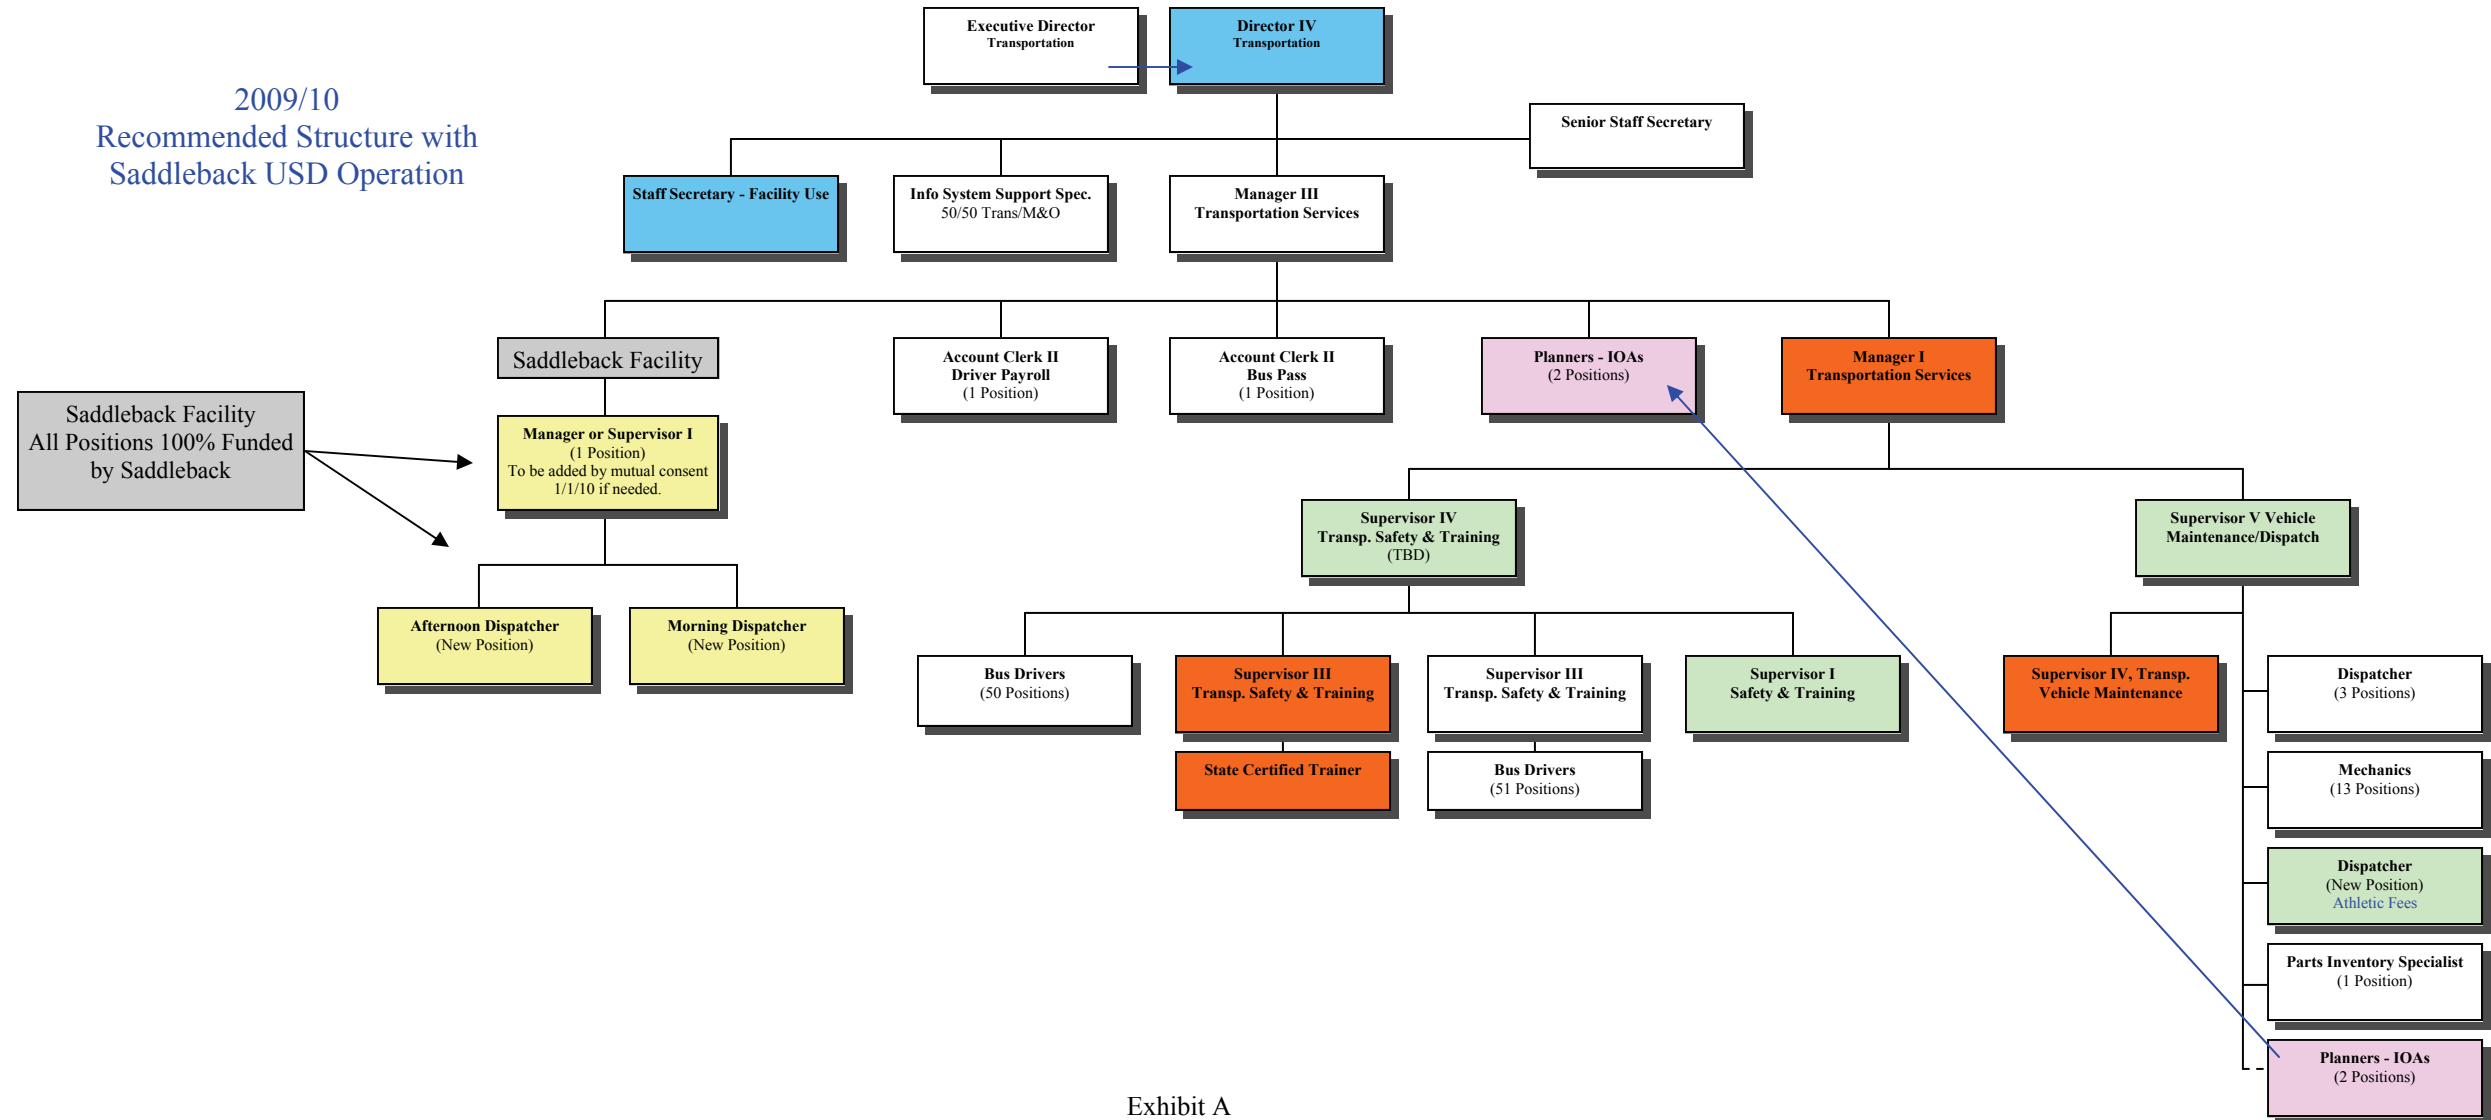 Executive Director
Transportation
Director IV
Transportation
2009/10
Recommended Structure with
Saddleback USD Operation
Senior Staff Secretary
Staff Secretary - Facility Use
Info System Support Spec.
50/50 Trans/M&O
Manager III
Transportation Services
Saddleback Facility
Account Clerk II
Driver Payroll
(1 Position)
Account Clerk II
Bus Pass
(1 Position)
Planners - IOAs
(2 Positions)
Manager I
Transportation Services
Saddleback Facility
All Positions 100% Funded
by Saddleback
Manager or Supervisor I
(1 Position)
To be added by mutual consent
1/1/10 if needed.
Supervisor IV
Transp. Safety & Training
(TBD)
Supervisor V Vehicle
Maintenance/Dispatch
Afternoon Dispatcher
(New Position)
Morning Dispatcher
(New Position)
Bus Drivers
(50 Positions)
Supervisor III
Transp. Safety & Training
Supervisor III
Transp. Safety & Training
Supervisor I
Safety & Training
Supervisor IV, Transp.
Vehicle Maintenance
Dispatcher
(3 Positions)
State Certified Trainer
Bus Drivers
(51 Positions)
Mechanics
(13 Positions)
Dispatcher
(New Position)
Athletic Fees
Parts Inventory Specialist
(1 Position)
Planners - IOAs
(2 Positions)
Exhibit A